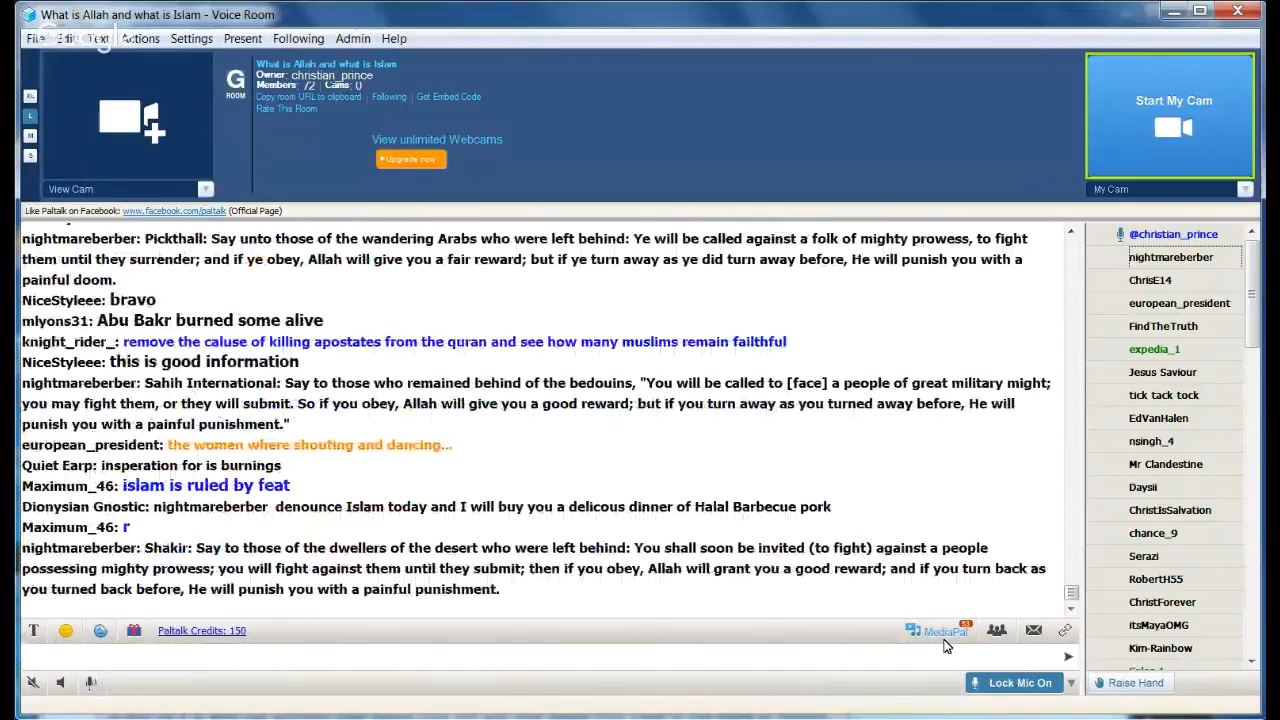 What is Allah and what is Islam - Voice Room
Google
File Edit Text Actions Settings Present Following Admin Help
XL
L
M
S
View Cam
G
ROOM
What is Allah and what is Islam
Owner: christian_prince
Members: 72 | Cams: 0
Copy room URL to clipboard | Following | Get Embed Code
Rate This Room
View unlimited Webcams
Upgrade now
Start My Cam
My Cam
Like Paltalk on Facebook: www.facebook.com/paltalk (Official Page)
nightmareberber: Pickthall: Say unto those of the wandering Arabs who were left behind: Ye will be called against a folk of mighty prowess, to fight
them until they surrender; and if ye obey, Allah will give you a fair reward; but if ye turn away as ye did turn away before, He will punish you with a
painful doom.
NiceStyleee: bravo
mlyons31: Abu Bakr burned some alive
knight_rider_: remove the caluse of killing apostates from the quran and see how many muslims remain failthful
NiceStyleee: this is good information
nightmareberber: Sahih International: Say to those who remained behind of the bedouins, "You will be called to [face] a people of great military might;
you may fight them, or they will submit. So if you obey, Allah will give you a good reward; but if you turn away as you turned away before, He will
punish you with a painful punishment."
european_president: the women where shouting and dancing...
Quiet Earp: insperation for is burnings
Maximum_46: islam is ruled by feat
Dionysian Gnostic: nightmareberber denounce Islam today and I will buy you a delicous dinner of Halal Barbecue pork
Maximum_46: r
nightmareberber: Shakir: Say to those of the dwellers of the desert who were left behind: You shall soon be invited (to fight) against a people
possessing mighty prowess; you will fight against them until they submit; then if you obey, Allah will grant you a good reward; and if you turn back as
you turned back before, He will punish you with a painful punishment.
@christian_prince
nightmareberber
ChrisE14
european_president
FindTheTruth
expedia_1
Jesus Saviour
tick tack tock
EdVanHalen
nsingh_4
Mr Clandestine
Daysii
ChristIsSalvation
chance_9
Serazi
RobertH55
ChristForever
itsMayaOMG
Kim-Rainbow
T
Paltalk Credits: 150
MediaPal
53
Lock Mic On
Raise Hand